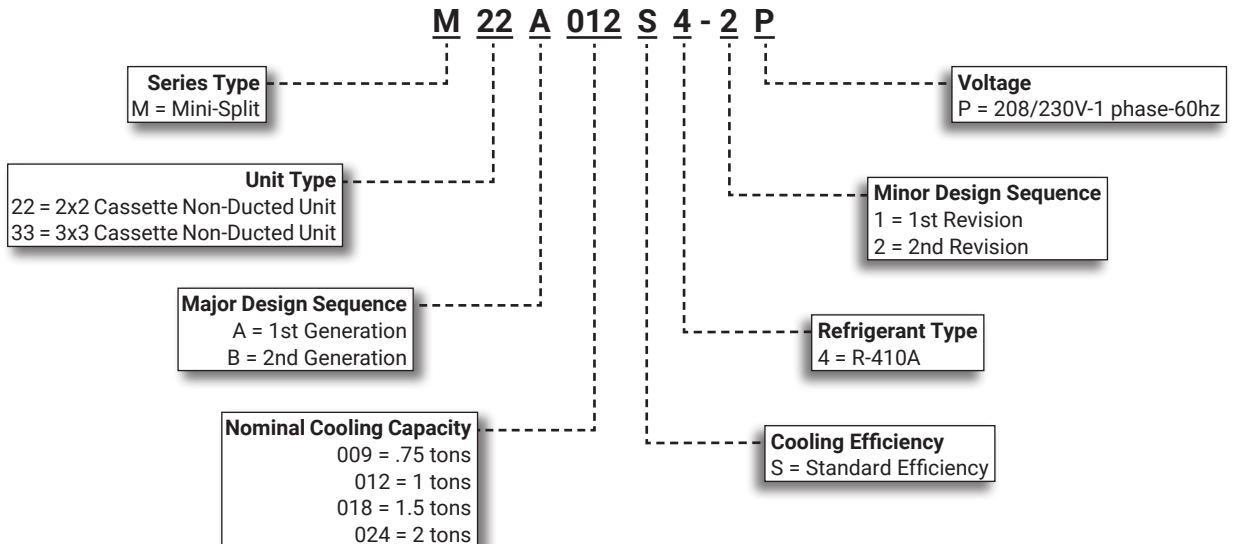 M 22 A 012 S 4 - 2 P
Series Type
M = Mini-Split
Voltage
P = 208/230V-1 phase-60hz
Unit Type
22 = 2x2 Cassette Non-Ducted Unit
33 = 3x3 Cassette Non-Ducted Unit
Minor Design Sequence
1 = 1st Revision
2 = 2nd Revision
Major Design Sequence
A = 1st Generation
B = 2nd Generation
Refrigerant Type
4 = R-410A
Nominal Cooling Capacity
009 = .75 tons
012 = 1 tons
018 = 1.5 tons
024 = 2 tons
Cooling Efficiency
S = Standard Efficiency